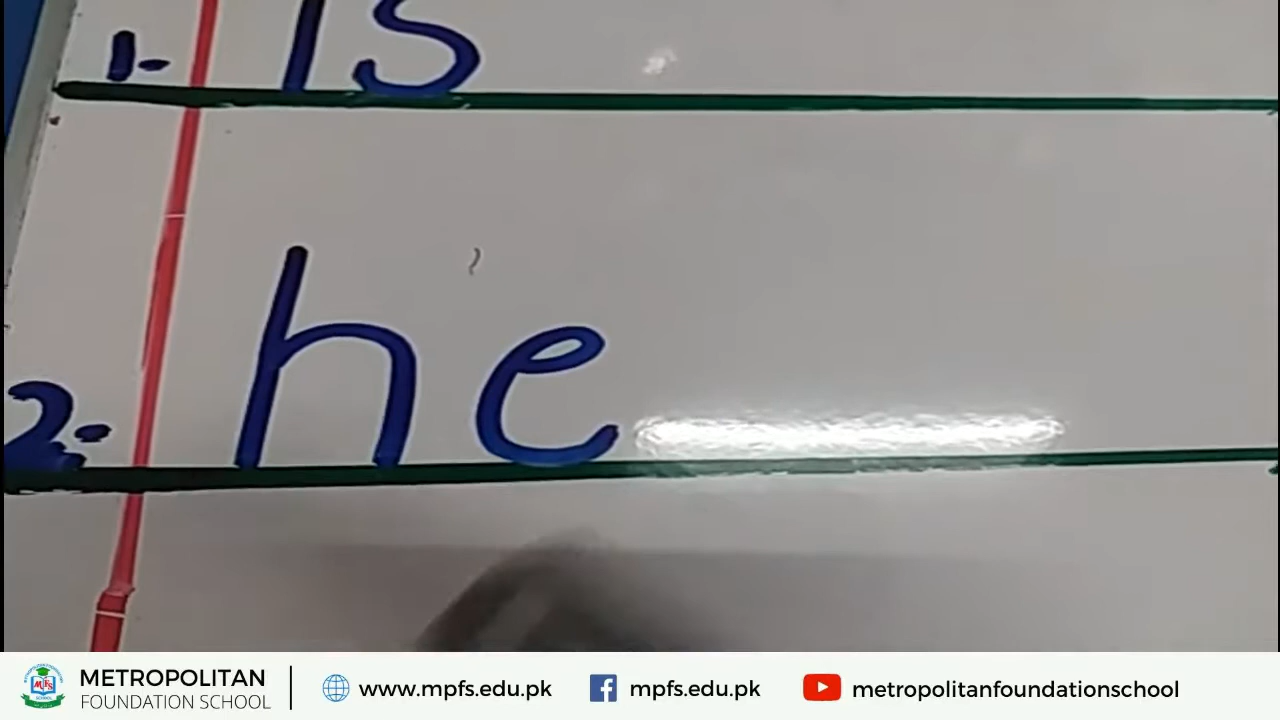 1. is
2. he
METROPOLITAN
FOUNDATION SCHOOL
www.mpfs.edu.pk
mpfs.edu.pk
metropolitanfoundationschool